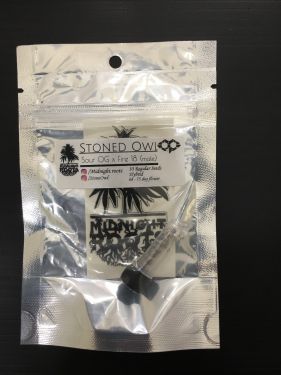 STONED OWL
Sour OG x Fire 18 (male)
/Midnight.roots
10 Regular Seeds
Hybrid
/StonedOwl
MIDNIGHT
ROOTS